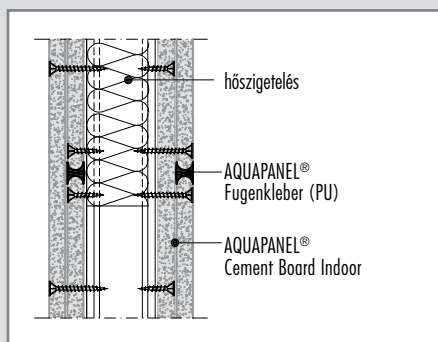 hőszigetelés
AQUAPANEL®
Fugenkleber (PU)
AQUAPANEL®
Cement Board Indoor